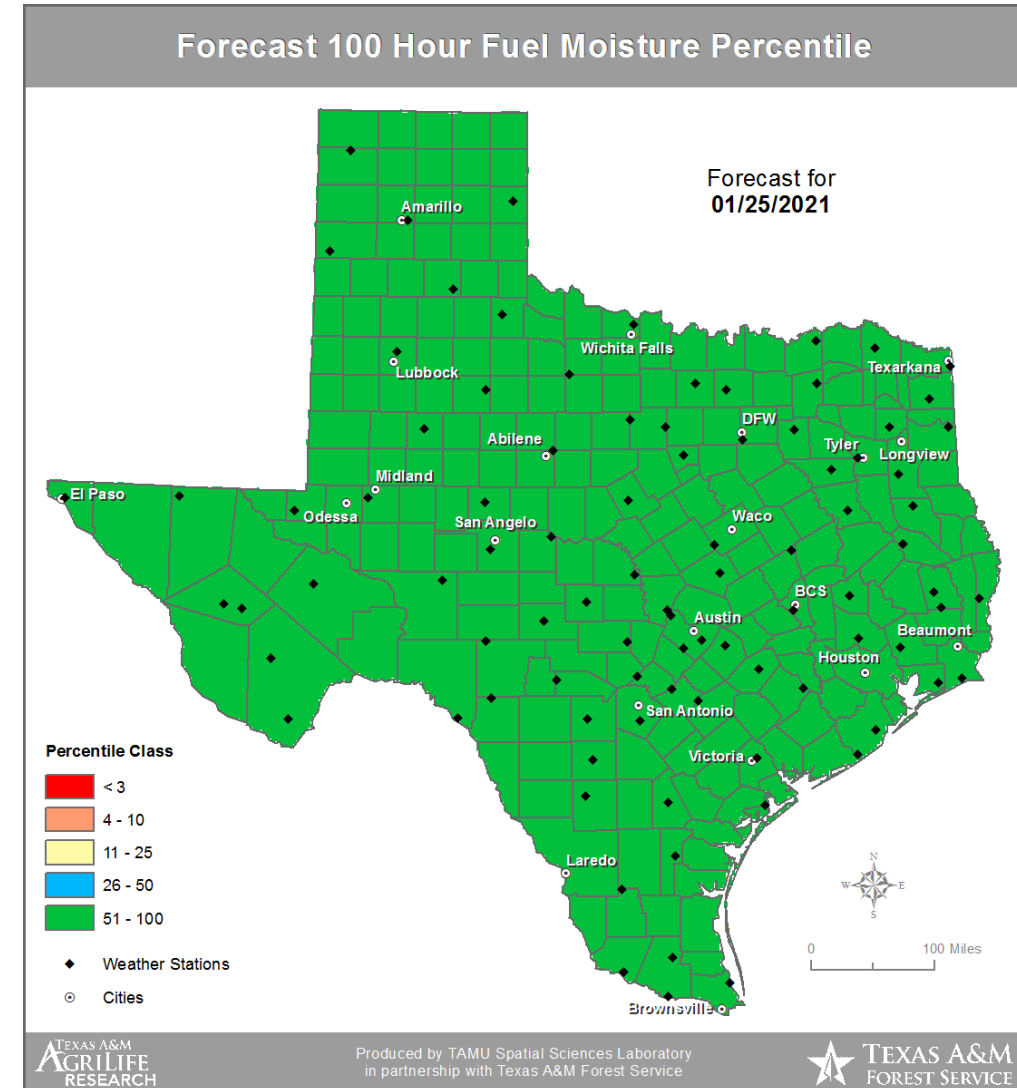 Forecast 100 Hour Fuel Moisture Percentile
Forecast for
01/25/2021
Amarillo
Wichita Falls
Lubbock
Texarkana
DFW
Abilene
Tyler
Longview
Midland
El Paso
Odessa
San Angelo
Waco
BCS
Austin
Beaumont
Houston
San Antonio
Victoria
Laredo
Brownsville
Percentile Class
< 3
4 - 10
11 - 25
26 - 50
51 - 100
Weather Stations
Cities
N
W E
S
0 100 Miles
TEXAS A&M
AGRILIFE
RESEARCH
Produced by TAMU Spatial Sciences Laboratory
in partnership with Texas A&M Forest Service
TEXAS A&M
FOREST SERVICE